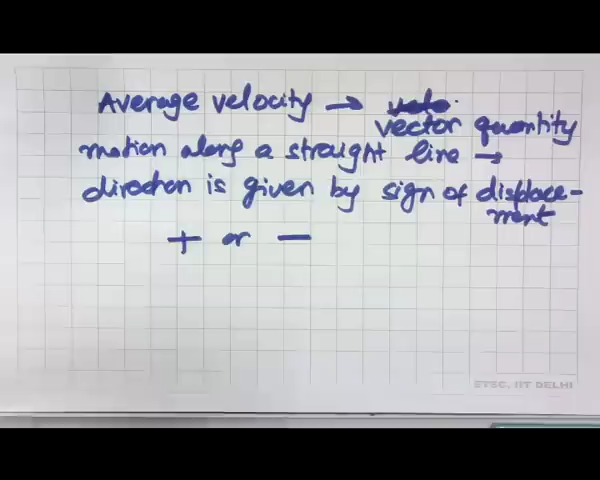 Average velocity → vector quantity
motion along a straight line →
direction is given by sign of displace-
ment
+ or −
ETSC, IIT DELHI